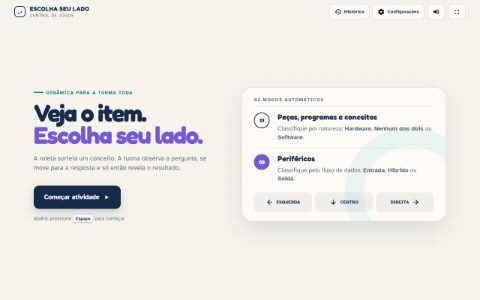 ESCOLHA SEU LADO
CENTRAL DE JOGOS
Histórico
Configurações
DINÂMICA PARA A TURMA TODA
Veja o item.
Escolha seu lado.
A roleta sorteia um conceito. A turma observa a pergunta, se
move para a resposta e só então revela o resultado.
Começar atividade
Atalho: pressione Espaço para começar
02 MODOS AUTOMÁTICOS
01
Peças, programas e conceitos
Classifique por natureza: Hardware, Nenhum dos dois ou
Software.
02
Periféricos
Classifique pelo fluxo de dados: Entrada, Híbrido ou
Saída.
ESQUERDA
CENTRO
DIREITA